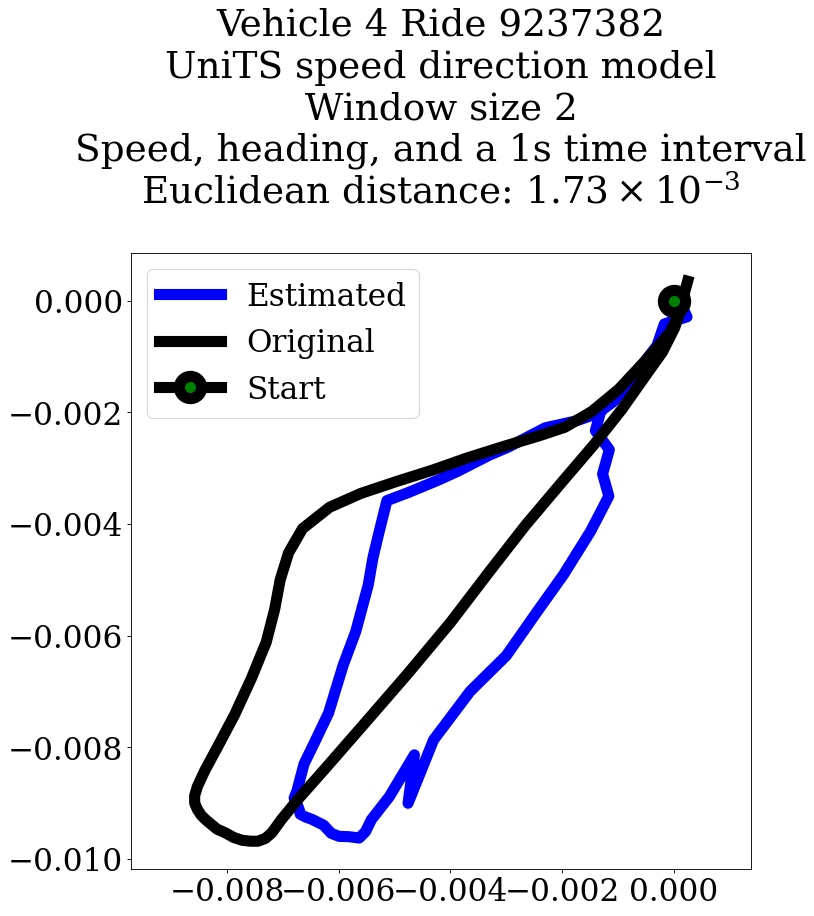 Vehicle 4 Ride 9237382
UniTS speed direction model
Window size 2
Speed, heading, and a 1s time interval
Euclidean distance: 1.73 × 10⁻³
Estimated
Original
Start
0.000
−0.002
−0.004
−0.006
−0.008
−0.010
−0.008 −0.006 −0.004 −0.002 0.000